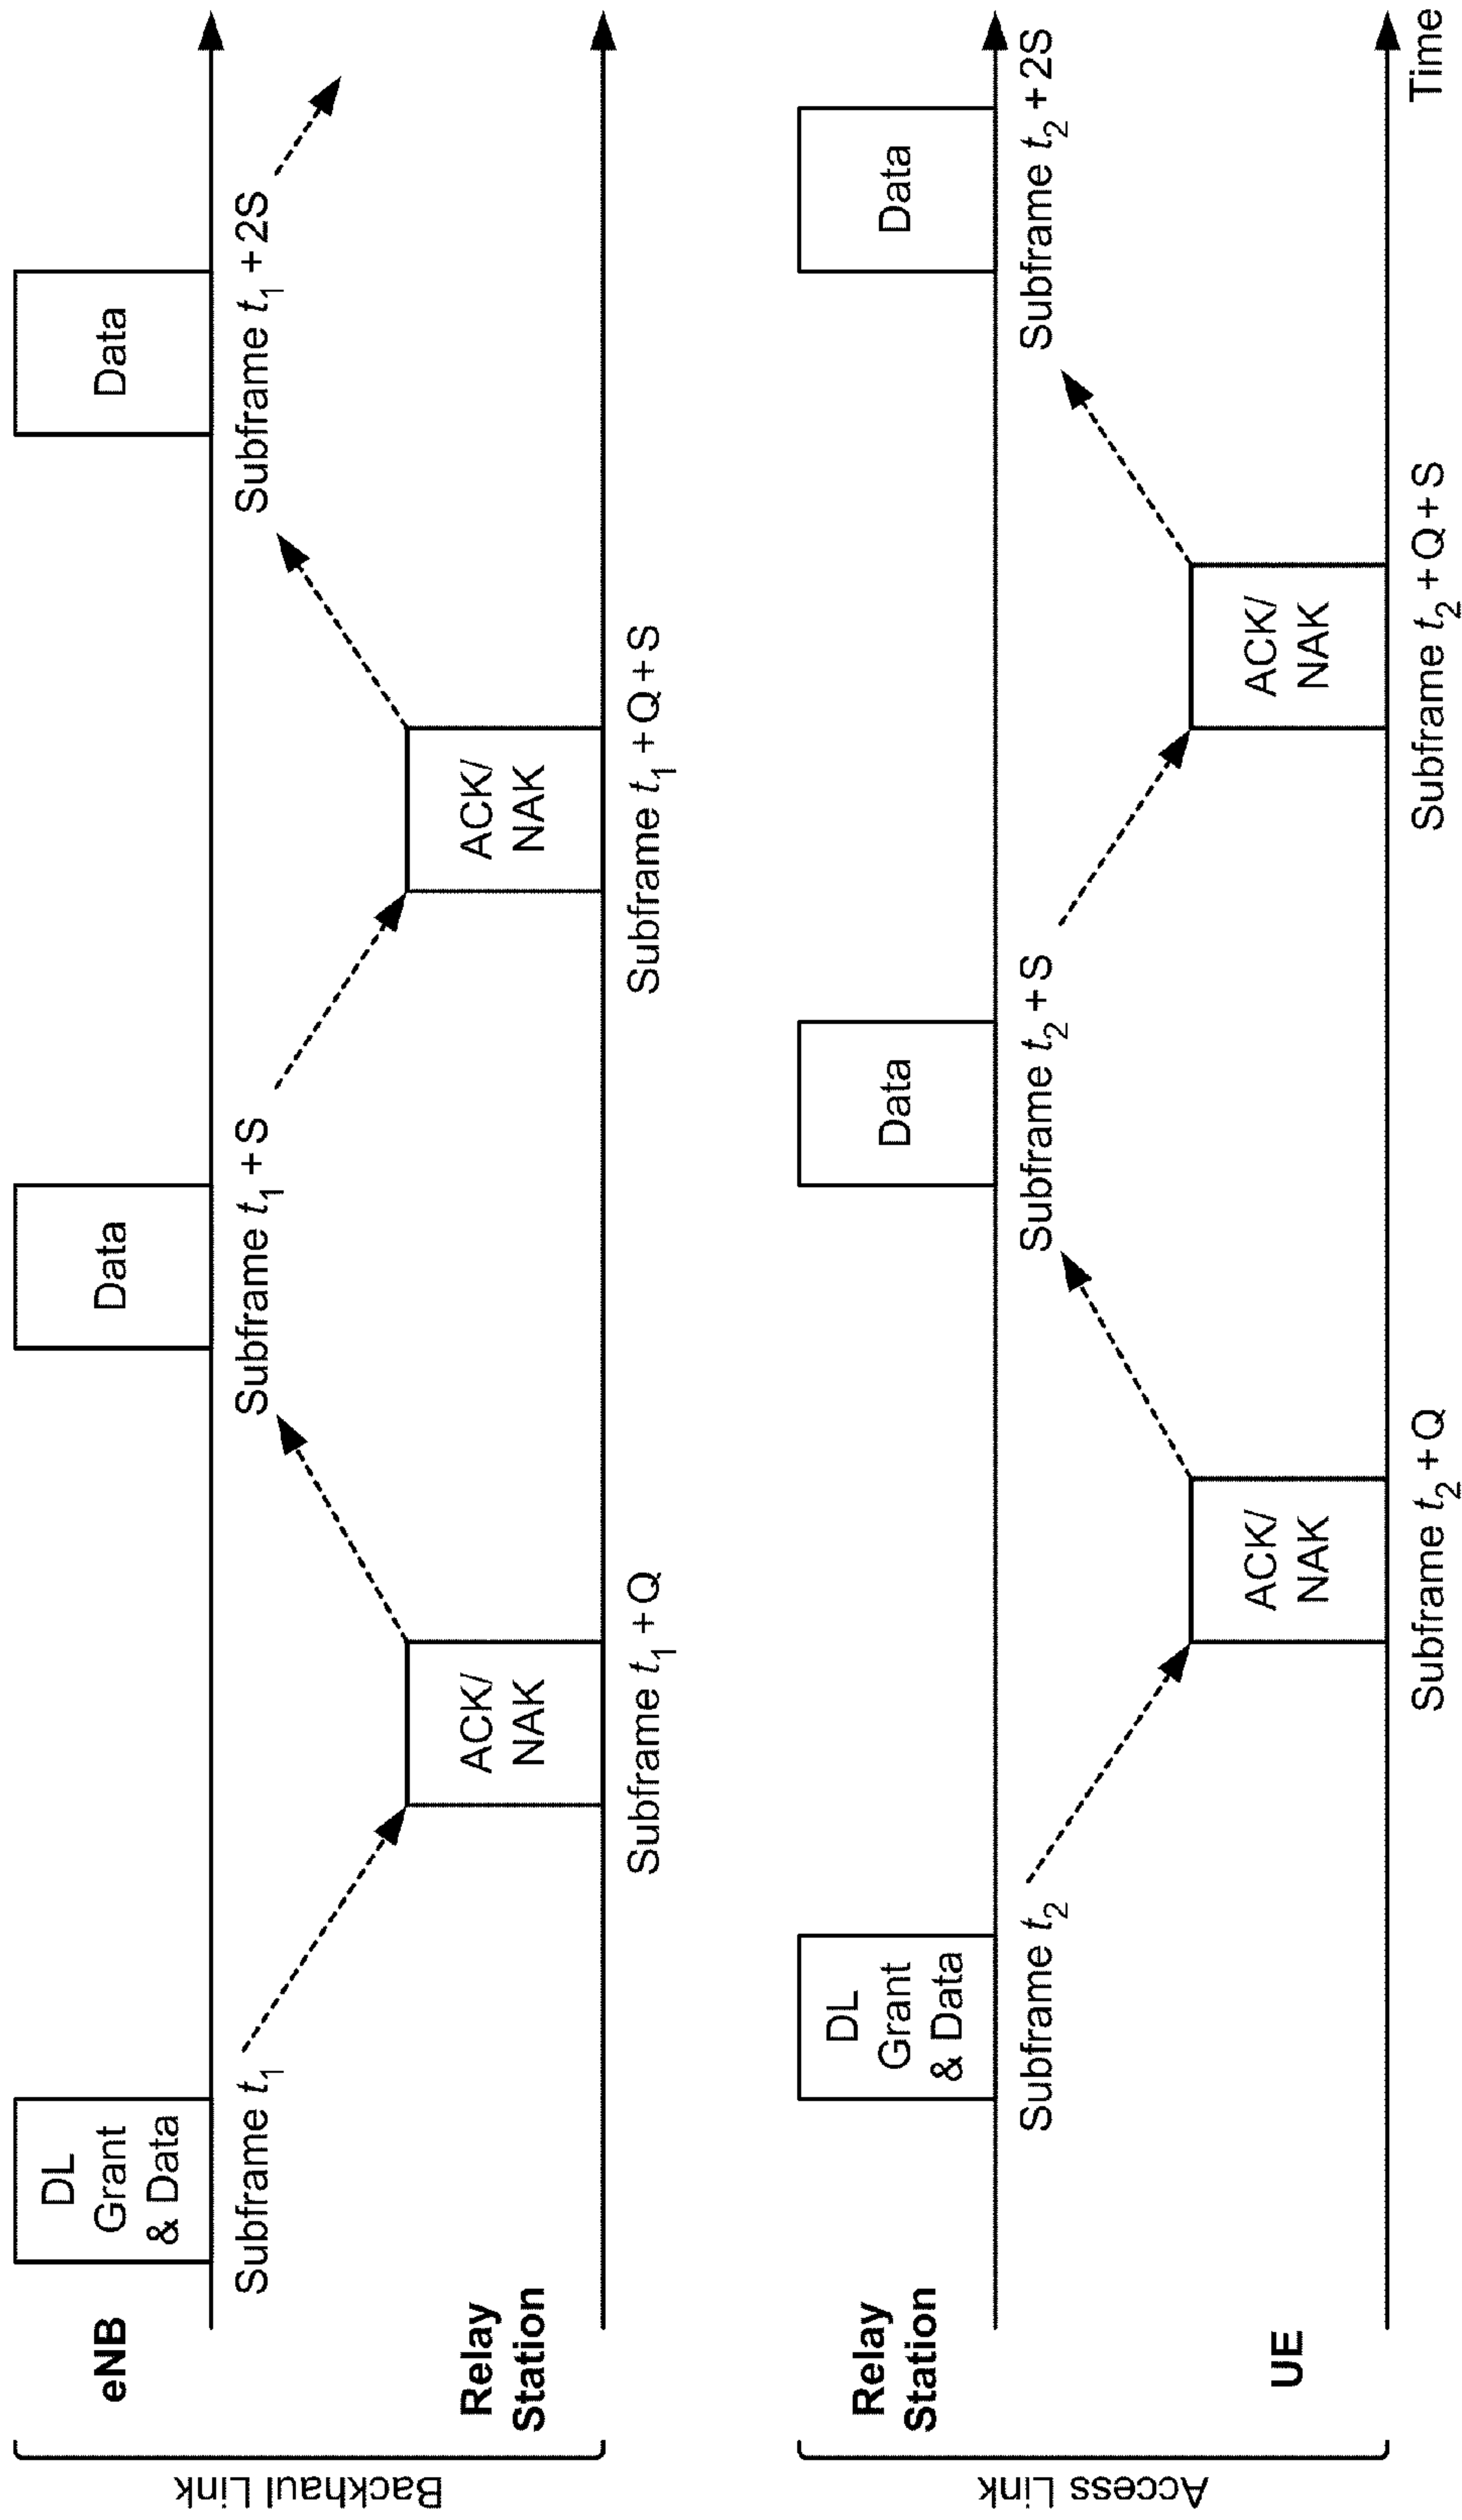 Backhaul Link
eNB
DL
Grant
& Data
Data
Data
Subframe t₁
Subframe t₁ + S
Subframe t₁ + 2S
Relay
Station
ACK/
NAK
ACK/
NAK
Subframe t₁ + Q
Subframe t₁ + Q + S
Access Link
Relay
Station
DL
Grant
& Data
Data
Data
Subframe t₂
Subframe t₂ + S
Subframe t₂ + 2S
UE
ACK/
NAK
ACK/
NAK
Subframe t₂ + Q
Subframe t₂ + Q + S
Time